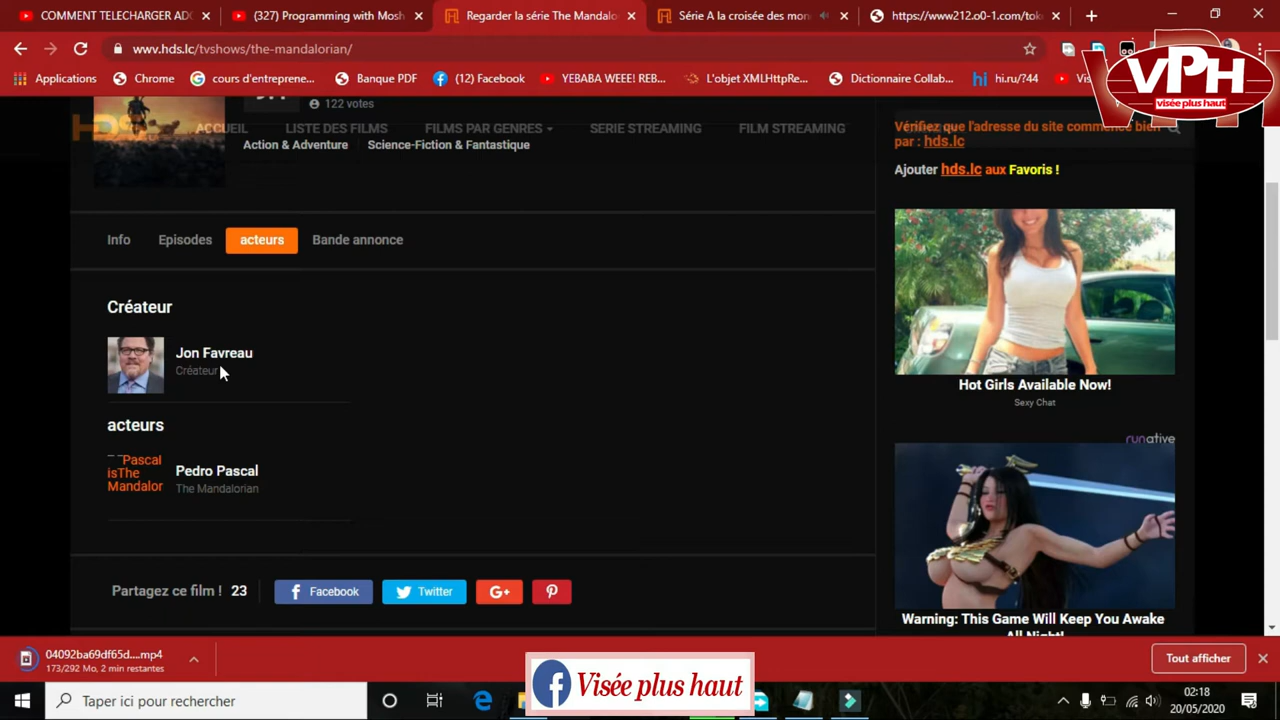 COMMENT TELECHARGER ADO
(327) Programming with Mosh
Regarder la série The Mandalo
Série A la croisée des mon
https://www212.o0-1.com/tok
wwv.hds.lc/tvshows/the-mandalorian/
Applications
Chrome
cours d'entreprene...
Banque PDF
(12) Facebook
YEBABA WEEE! REB...
L'objet XMLHttpRe...
Dictionnaire Collab...
hi.ru/?44
VPH
visée plus haut
122 votes
HDS
ACCUEIL
LISTE DES FILMS
FILMS PAR GENRES
SERIE STREAMING
FILM STREAMING
Action & Adventure
Science-Fiction & Fantastique
Vérifiez que l'adresse du site commence bien
par : hds.lc
Ajouter hds.lc aux Favoris !
Info
Episodes
acteurs
Bande annonce
Créateur
Jon Favreau
Créateur
acteurs
Pascal
isThe
Mandalor
Pedro Pascal
The Mandalorian
Hot Girls Available Now!
Sexy Chat
runative
Warning: This Game Will Keep You Awake
All Night!
Partagez ce film ! 23
Facebook
Twitter
G+
04092ba69df65d....mp4
173/292 Mo, 2 min restantes
Tout afficher
Visée plus haut
Taper ici pour rechercher
02:18
20/05/2020